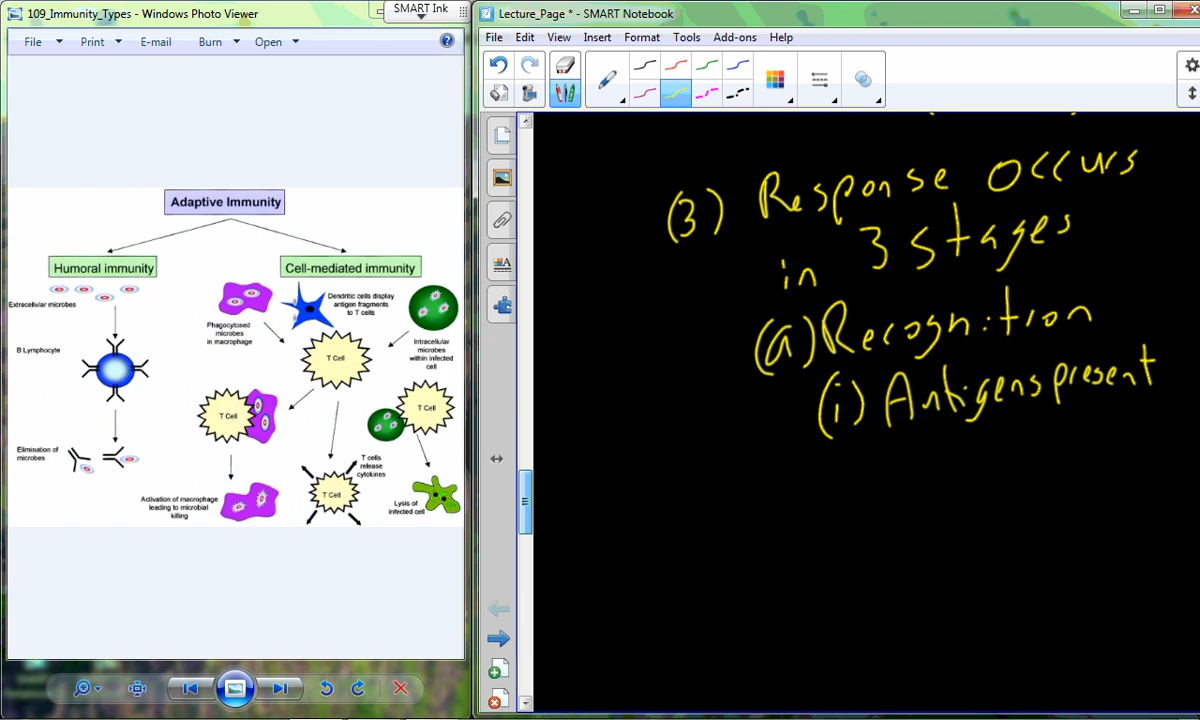 109_Immunity_Types - Windows Photo Viewer
SMART Ink
File Print E-mail Burn Open
Adaptive Immunity
Humoral immunity
Cell-mediated immunity
Extracellular microbes
Phagocytosed
microbes
in macrophage
Dendritic cells display
antigen fragments
to T cells
Intracellular
microbes
within infected
cell
B Lymphocyte
T Cell
T Cell
T Cell
Elimination of
microbes
T cells
release
cytokines
T Cell
Activation of macrophage
leading to microbial
killing
Lysis of
infected cell
Lecture_Page * - SMART Notebook
File Edit View Insert Format Tools Add-ons Help
(3) Response Occurs
in 3 stages
(a) Recognition
(i) Antigens present